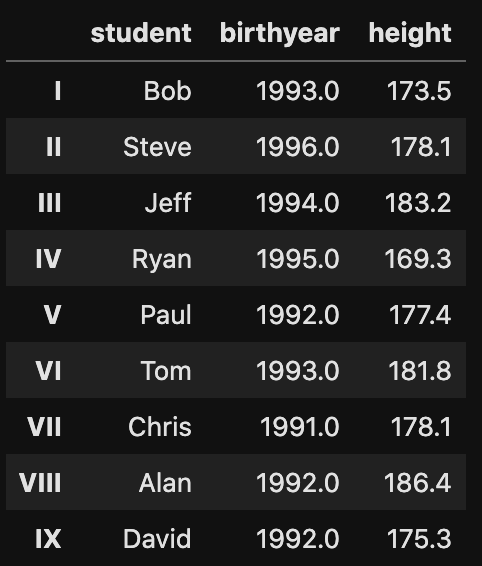 student birthyear height
I Bob 1993.0 173.5
II Steve 1996.0 178.1
III Jeff 1994.0 183.2
IV Ryan 1995.0 169.3
V Paul 1992.0 177.4
VI Tom 1993.0 181.8
VII Chris 1991.0 178.1
VIII Alan 1992.0 186.4
IX David 1992.0 175.3